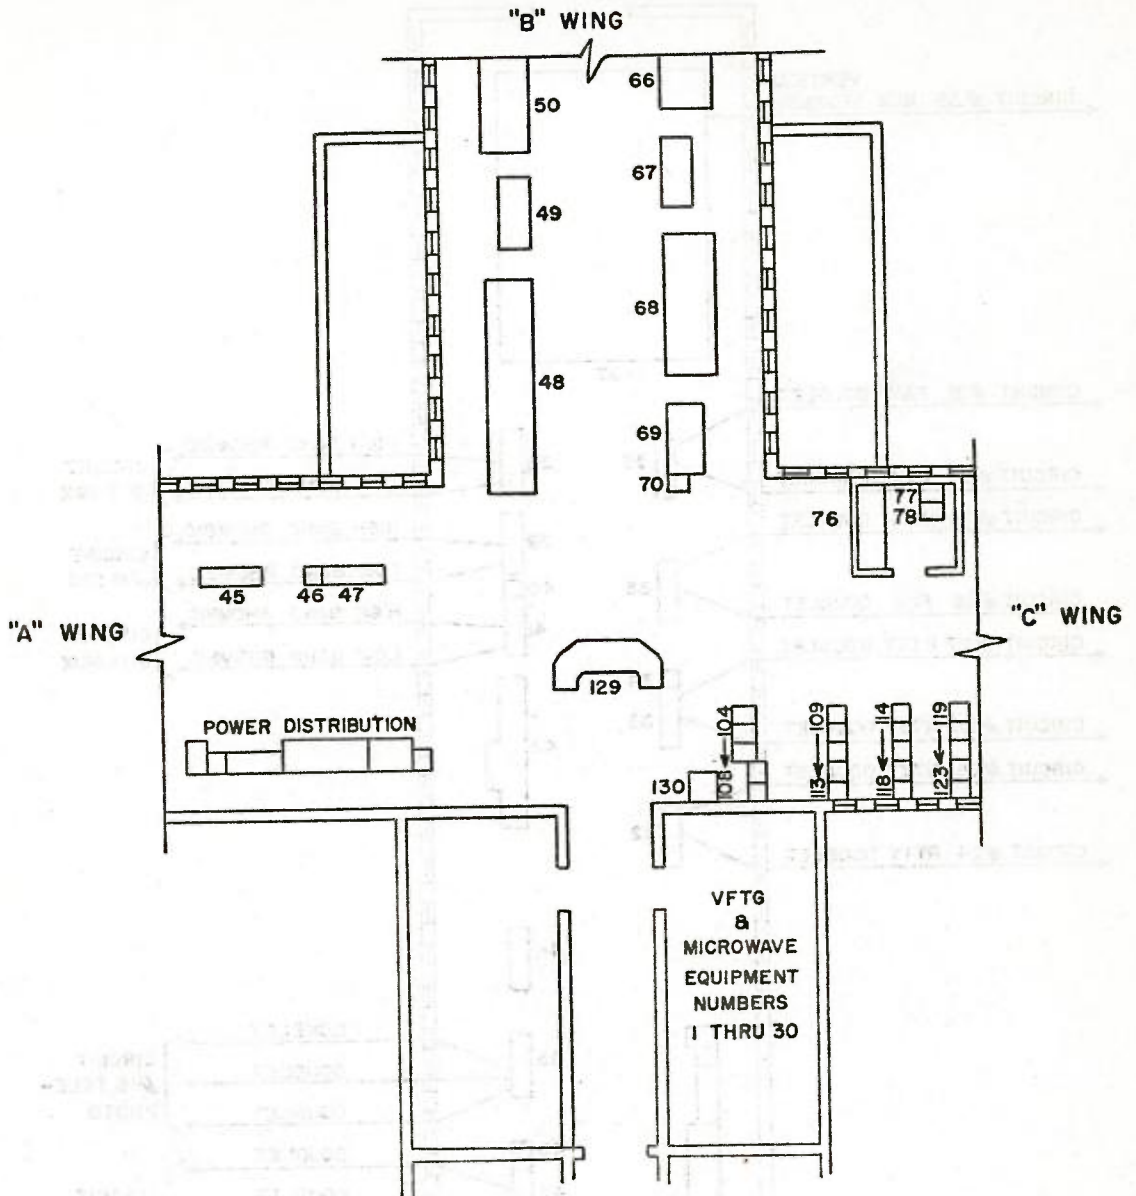 "B" WING
50
66
67
49
68
48
69
70
76
77
78
45
46 47
"A" WING
"C" WING
129
POWER DISTRIBUTION
104
108
109
113
114
118
119
123
130
VFTG
&
MICROWAVE
EQUIPMENT
NUMBERS
1 THRU 30